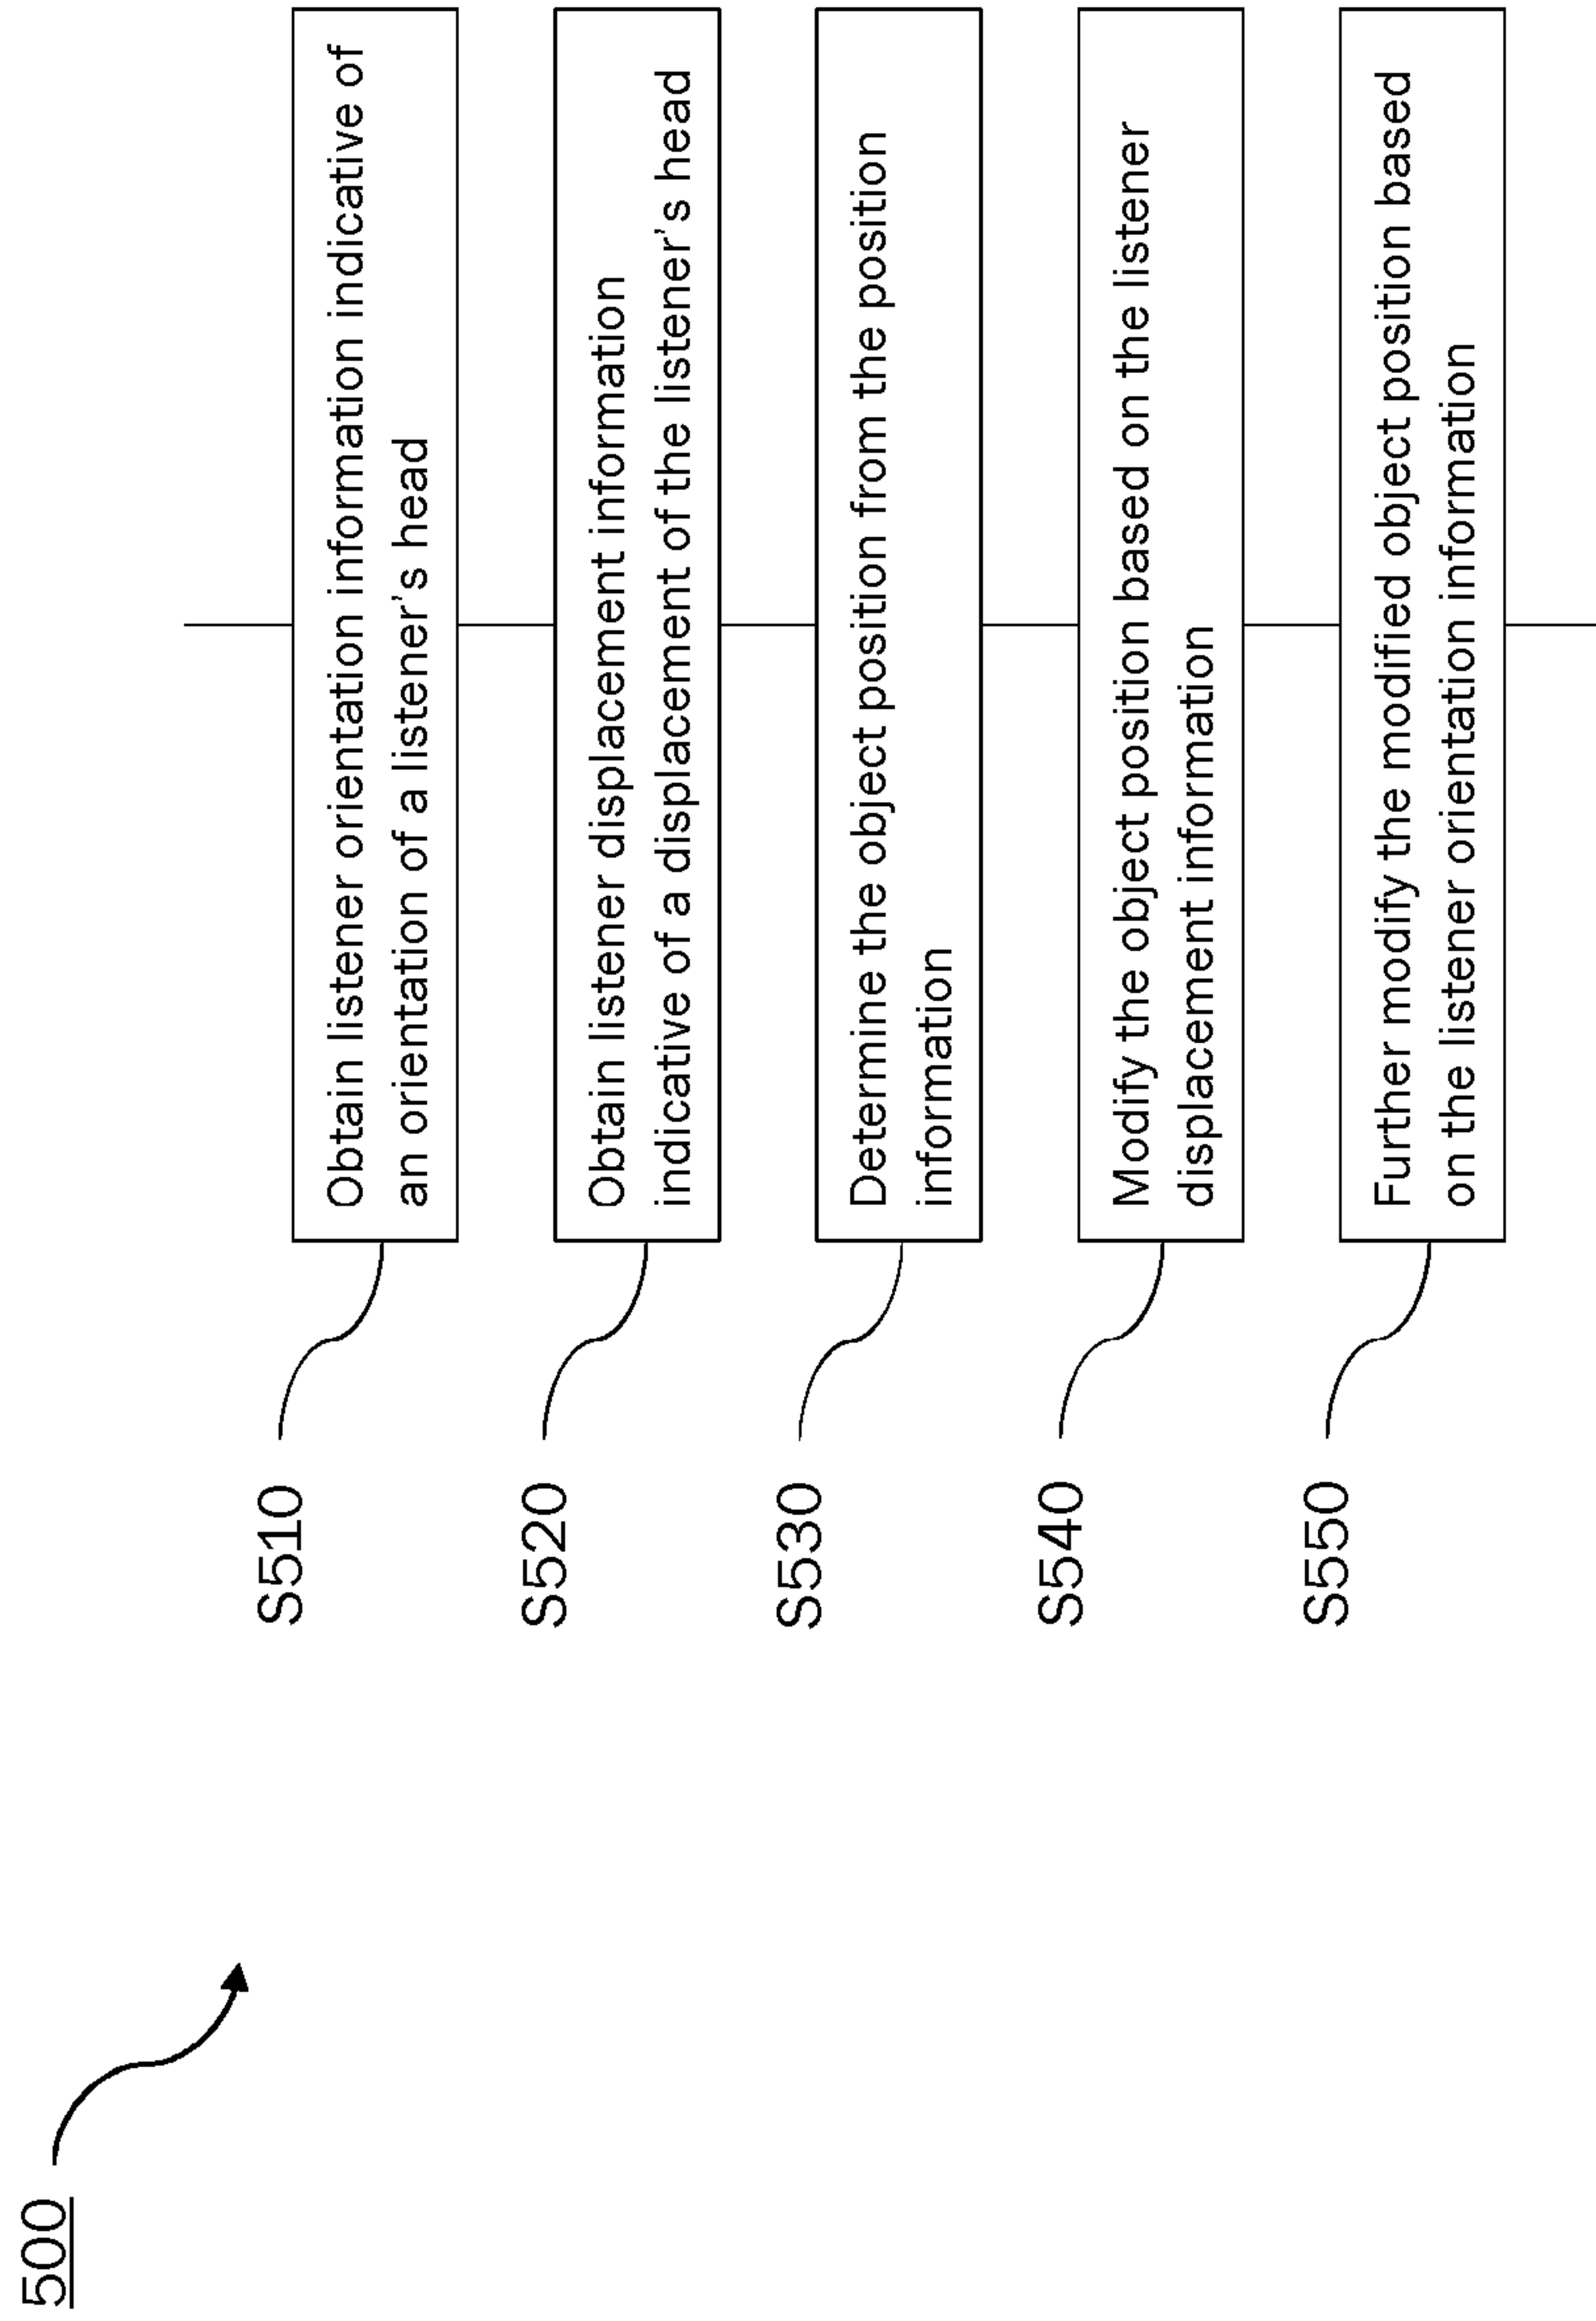 500
S510
Obtain listener orientation information indicative of
an orientation of a listener's head
S520
Obtain listener displacement information
indicative of a displacement of the listener's head
S530
Determine the object position from the position
information
S540
Modify the object position based on the listener
displacement information
S550
Further modify the modified object position based
on the listener orientation information